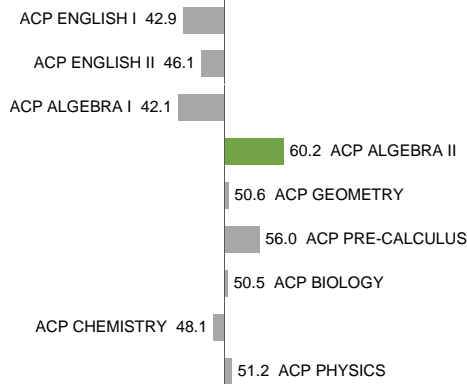 ACP ENGLISH I 42.9
ACP ENGLISH II 46.1
ACP ALGEBRA I 42.1
60.2 ACP ALGEBRA II
50.6 ACP GEOMETRY
56.0 ACP PRE-CALCULUS
50.5 ACP BIOLOGY
ACP CHEMISTRY 48.1
51.2 ACP PHYSICS